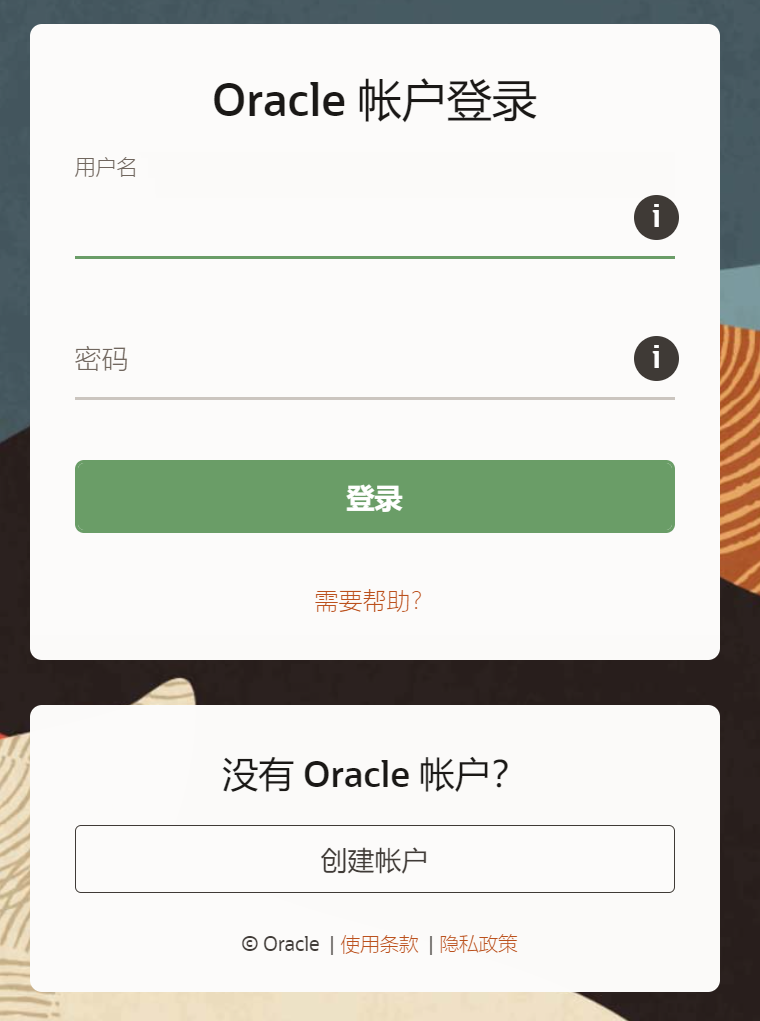 Oracle 帐户登录
用户名
i
密码
i
登录
需要帮助？
没有 Oracle 帐户？
创建帐户
© Oracle | 使用条款 | 隐私政策